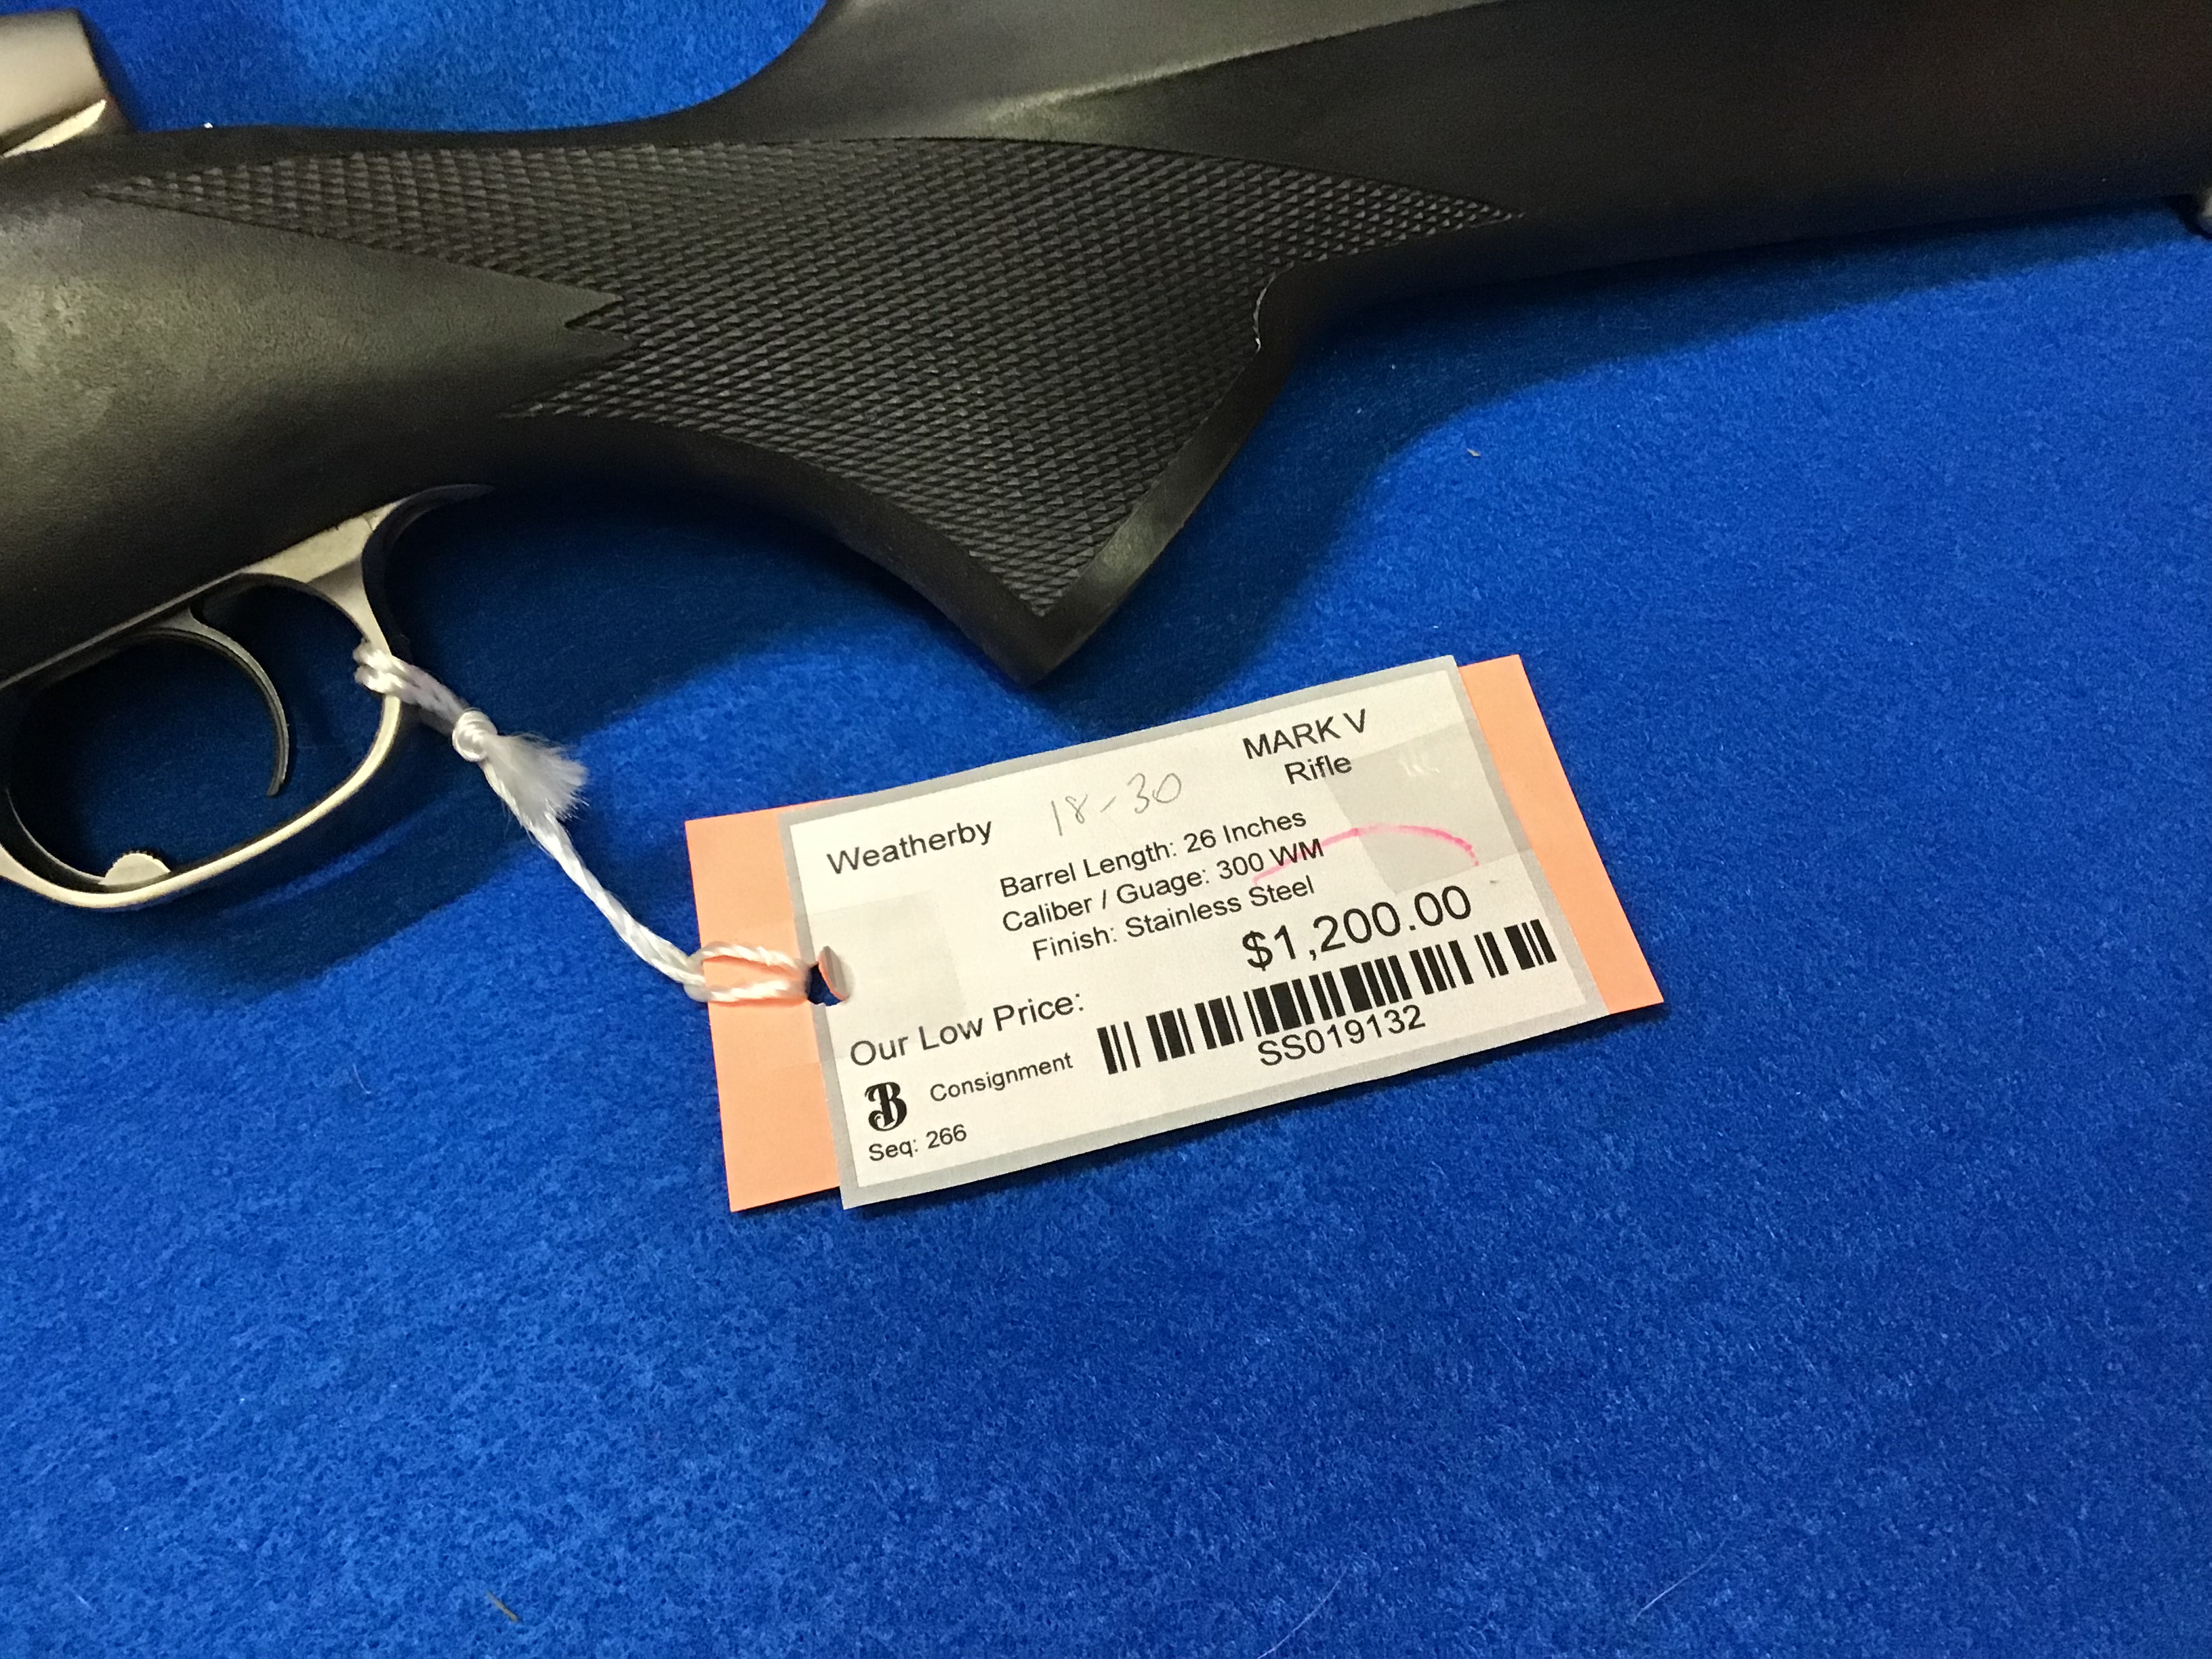 Weatherby
18-30
MARK V
Rifle
Barrel Length: 26 Inches
Caliber / Guage: 300 WM
Finish: Stainless Steel
$1,200.00
Our Low Price:
SS019132
B Consignment
Seq: 266